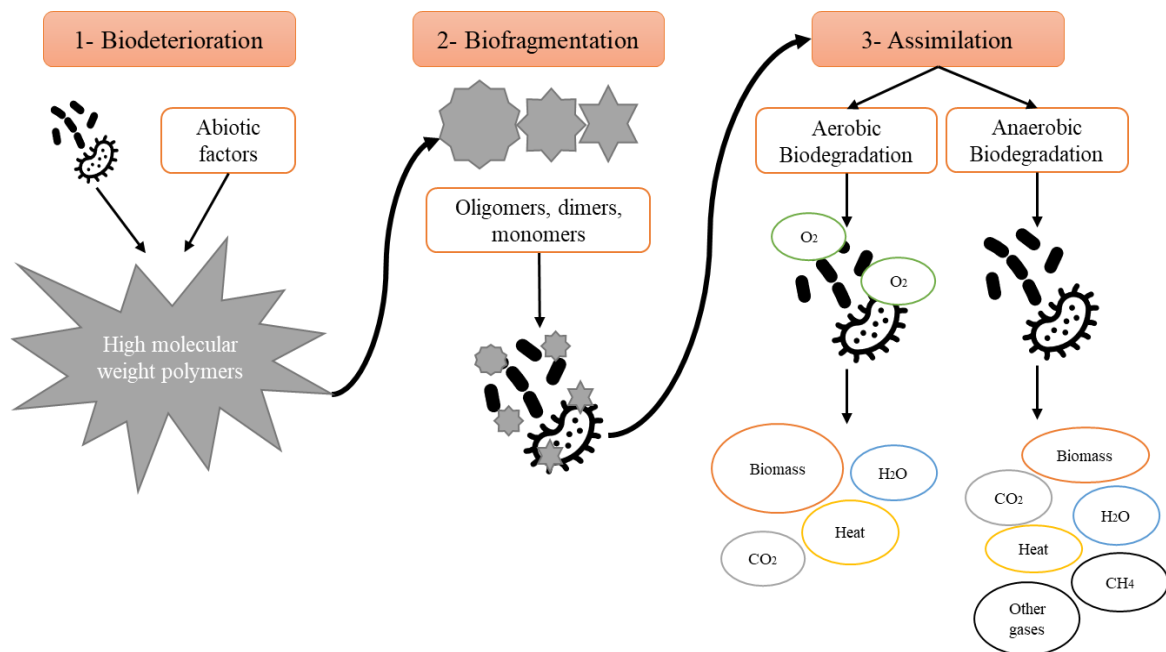 1- Biodeterioration
2- Biofragmentation
3- Assimilation
Abiotic
factors
High molecular
weight polymers
Oligomers, dimers,
monomers
Aerobic
Biodegradation
Anaerobic
Biodegradation
O2
O2
Biomass
H2O
Heat
CO2
Biomass
CO2
H2O
Heat
CH4
Other
gases